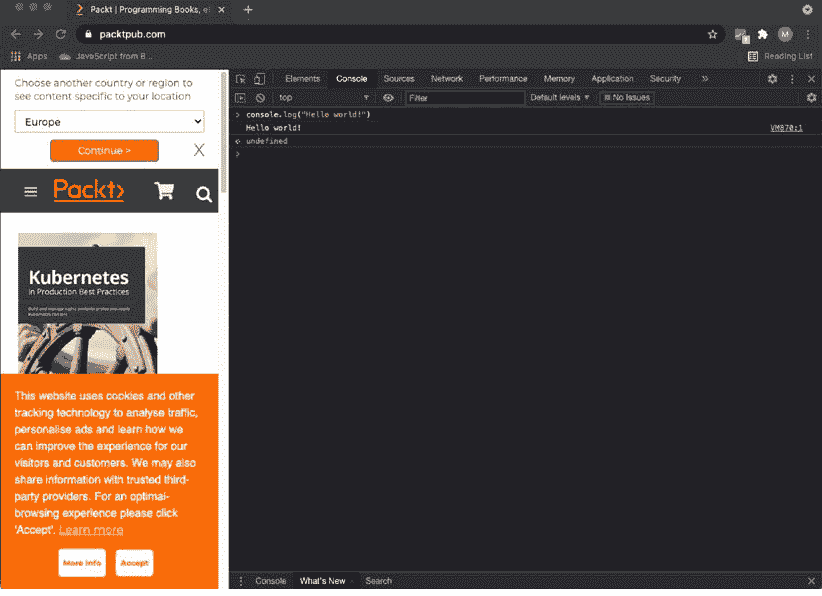 Packt | Programming Books, e
packtpub.com
M
Apps
JavaScript from B...
Reading List
Choose another country or region to
see content specific to your location
Europe
Continue >
X
Packt>
Kubernetes
in Production Best Practices
This website uses cookies and other
tracking technology to analyse traffic,
personalise ads and learn how we
can improve the experience for our
visitors and customers. We may also
share information with trusted third-
party providers. For an optimal-
browsing experience please click
'Accept'. Learn more
More Info
Accept
Elements Console Sources Network Performance Memory Application Security »
top
Filter
Default levels
No Issues
> console.log("Hello world!")
Hello world!
VM870:1
undefined
>
Console What's New Search